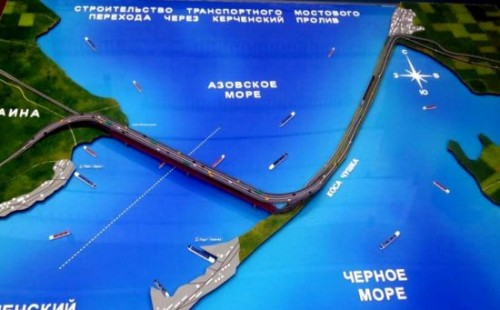 СТРОИТЕЛЬСТВО ТРАНСПОРТНОГО МОСТОВОГО
ПЕРЕХОДА ЧЕРЕЗ КЕРЧЕНСКИЙ ПРОЛИВ
АЗОВСКОЕ
МОРЕ
С
Ю
АИНА
КОСА ЧУШКА
ЧЕРНОЕ
МОРЕ
ЕНСКИЙ